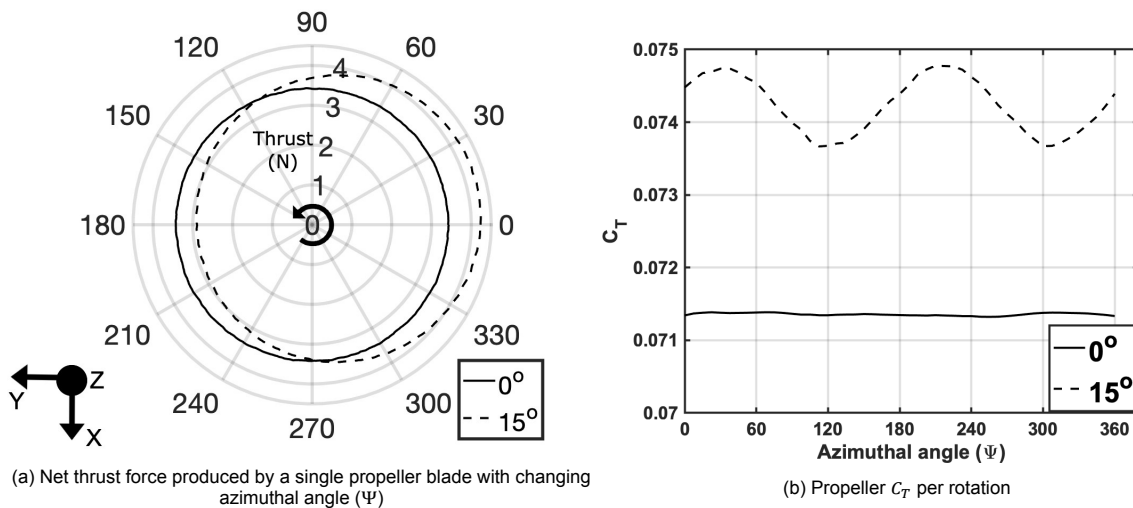 90
120
60
4
150
3
30
Thrust
(N)
2
1
180
0
0
210
330
Y
Z
X
240
300
270
0°
15°
(a) Net thrust force produced by a single propeller blade with changing
azimuthal angle (Ψ)
0.075
0.074
0.073
C_T
0.072
0.071
0.07
0°
15°
0 60 120 180 240 300 360
Azimuthal angle (Ψ)
(b) Propeller C_T per rotation